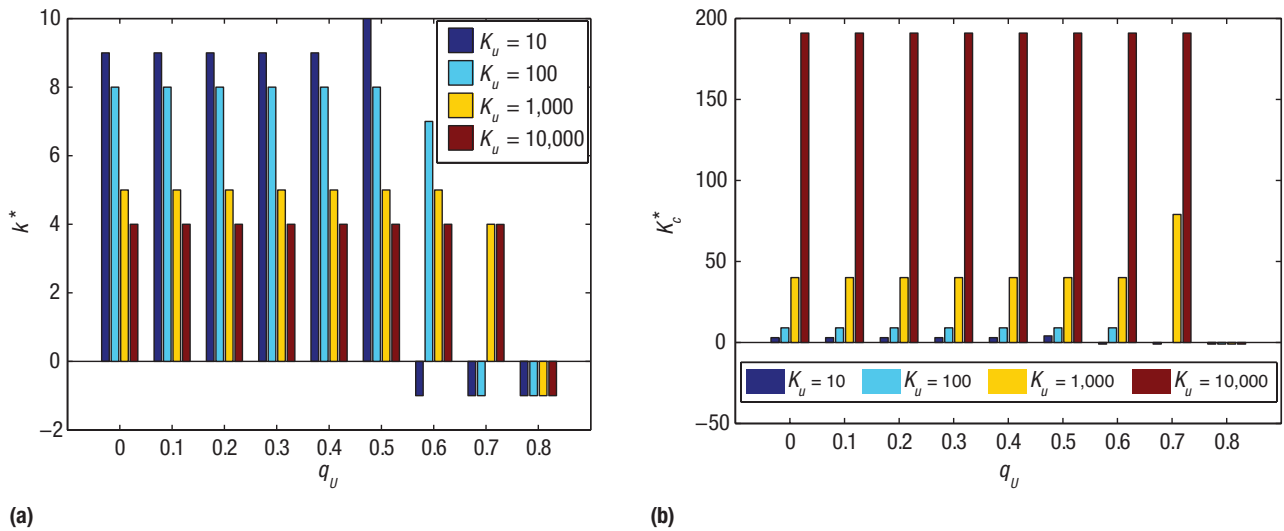 10
8
6
4
2
0
−2
k*
K_u = 10
K_u = 100
K_u = 1,000
K_u = 10,000
0 0.1 0.2 0.3 0.4 0.5 0.6 0.7 0.8
q_U
(a)
200
150
100
50
0
−50
K_c*
K_u = 10 K_u = 100 K_u = 1,000 K_u = 10,000
0 0.1 0.2 0.3 0.4 0.5 0.6 0.7 0.8
q_U
(b)